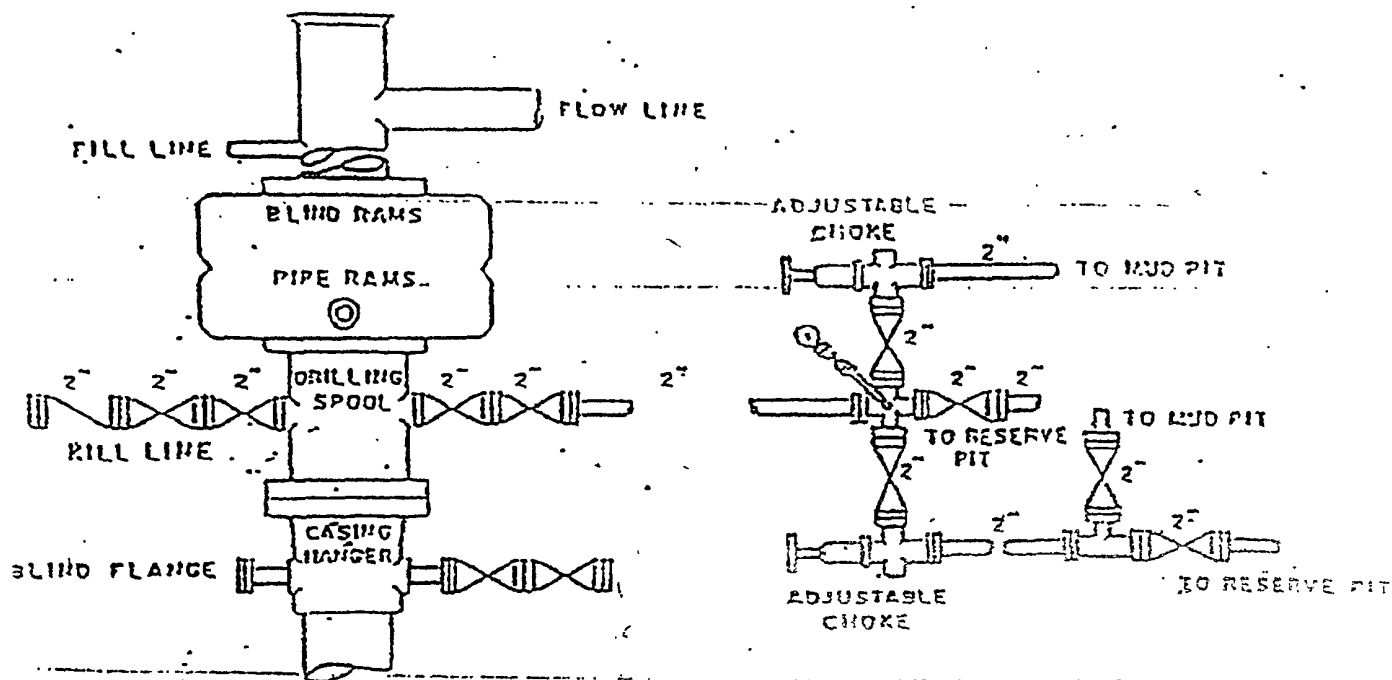 FLOW LINE
FILL LINE
BLIND RAMS
PIPE RAMS
2" 2" 2"
DRILLING
SPOOL
2" 2" 2"
KILL LINE
CASING
HANGER
BLIND FLANGE
ADJUSTABLE
CHOKE
2"
TO MUD PIT
2"
2" 2"
TO RESERVE
PIT
2"
TO MUD PIT
2"
2"
2"
TO RESERVE PIT
ADJUSTABLE
CHOKE